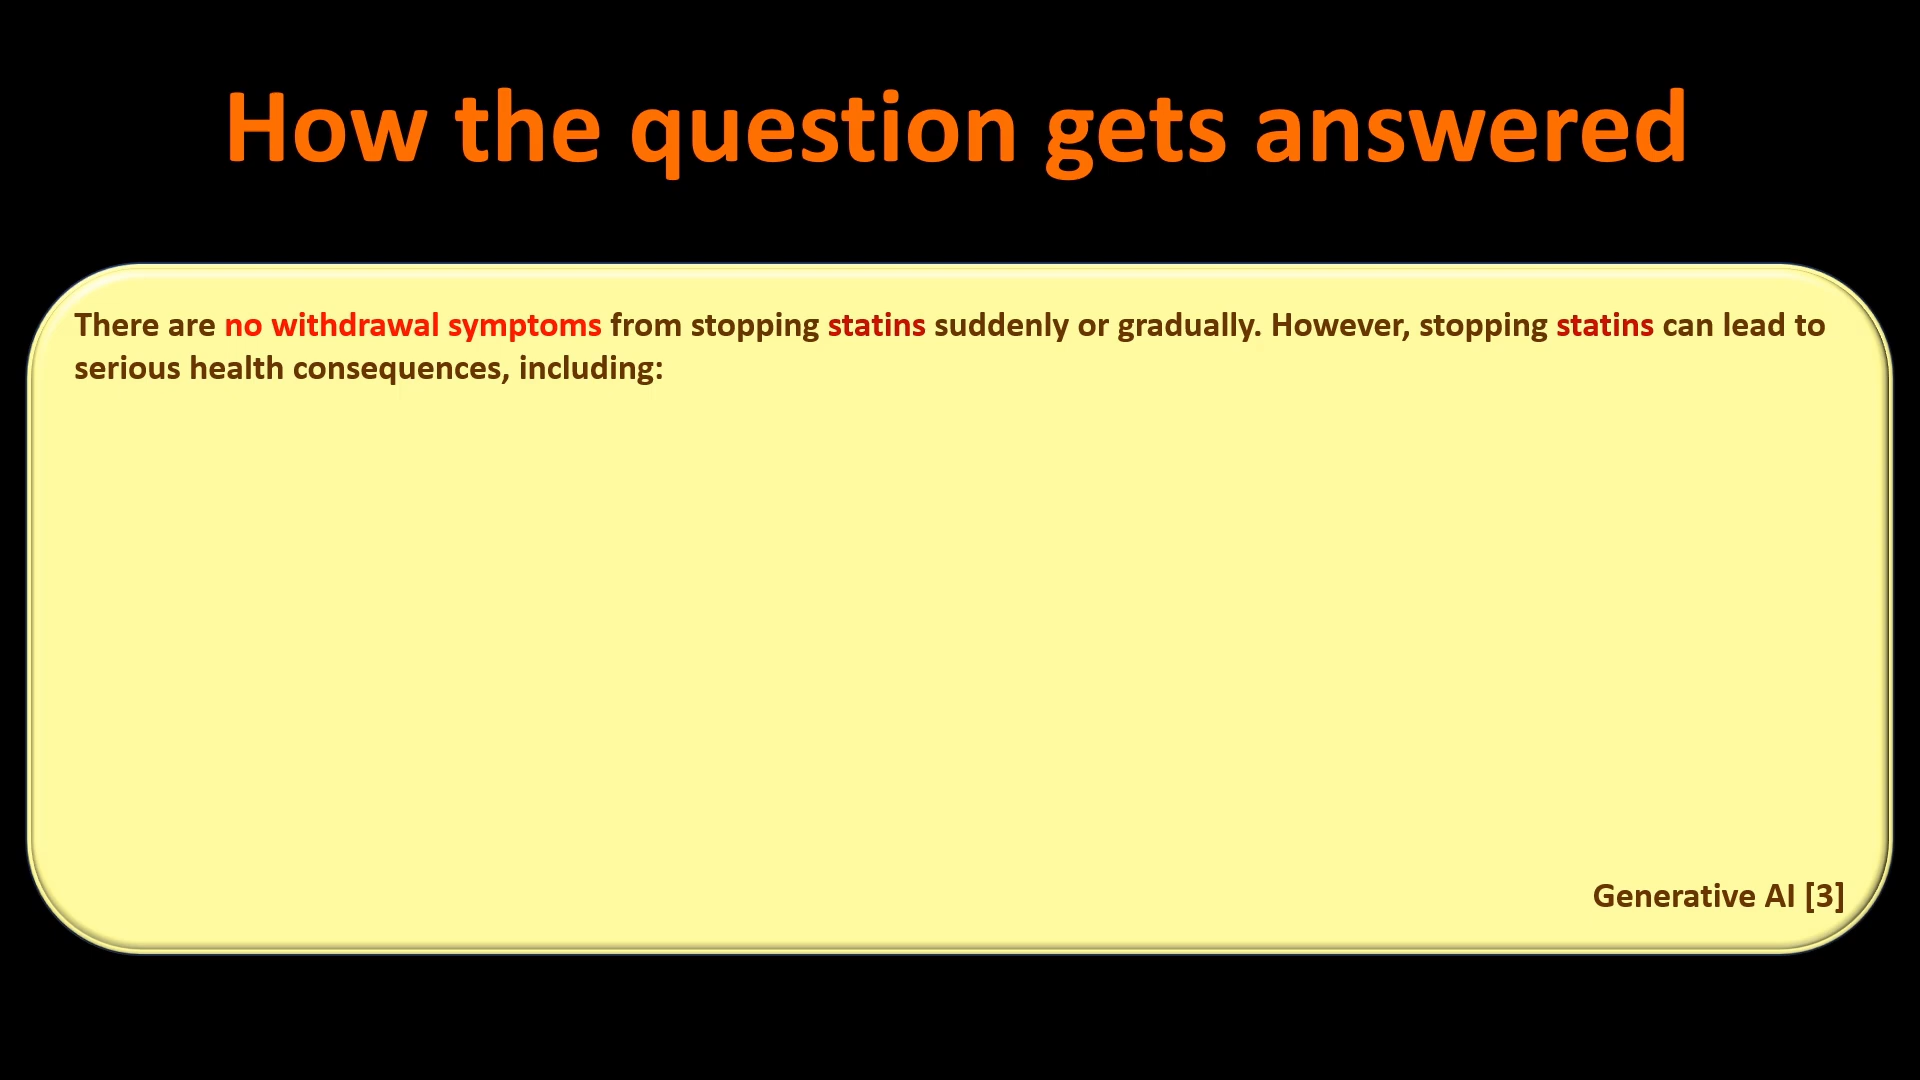 How the question gets answered
There are no withdrawal symptoms from stopping statins suddenly or gradually. However, stopping statins can lead to
serious health consequences, including:
Generative AI [3]